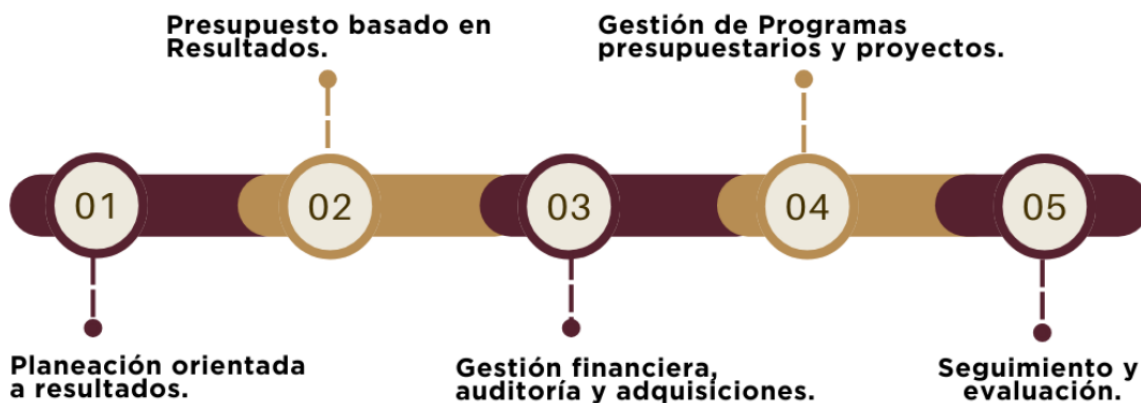 Presupuesto basado en
Resultados.
Gestión de Programas
presupuestarios y proyectos.
01
02
03
04
05
Planeación orientada
a resultados.
Gestión financiera,
auditoría y adquisiciones.
Seguimiento y
evaluación.